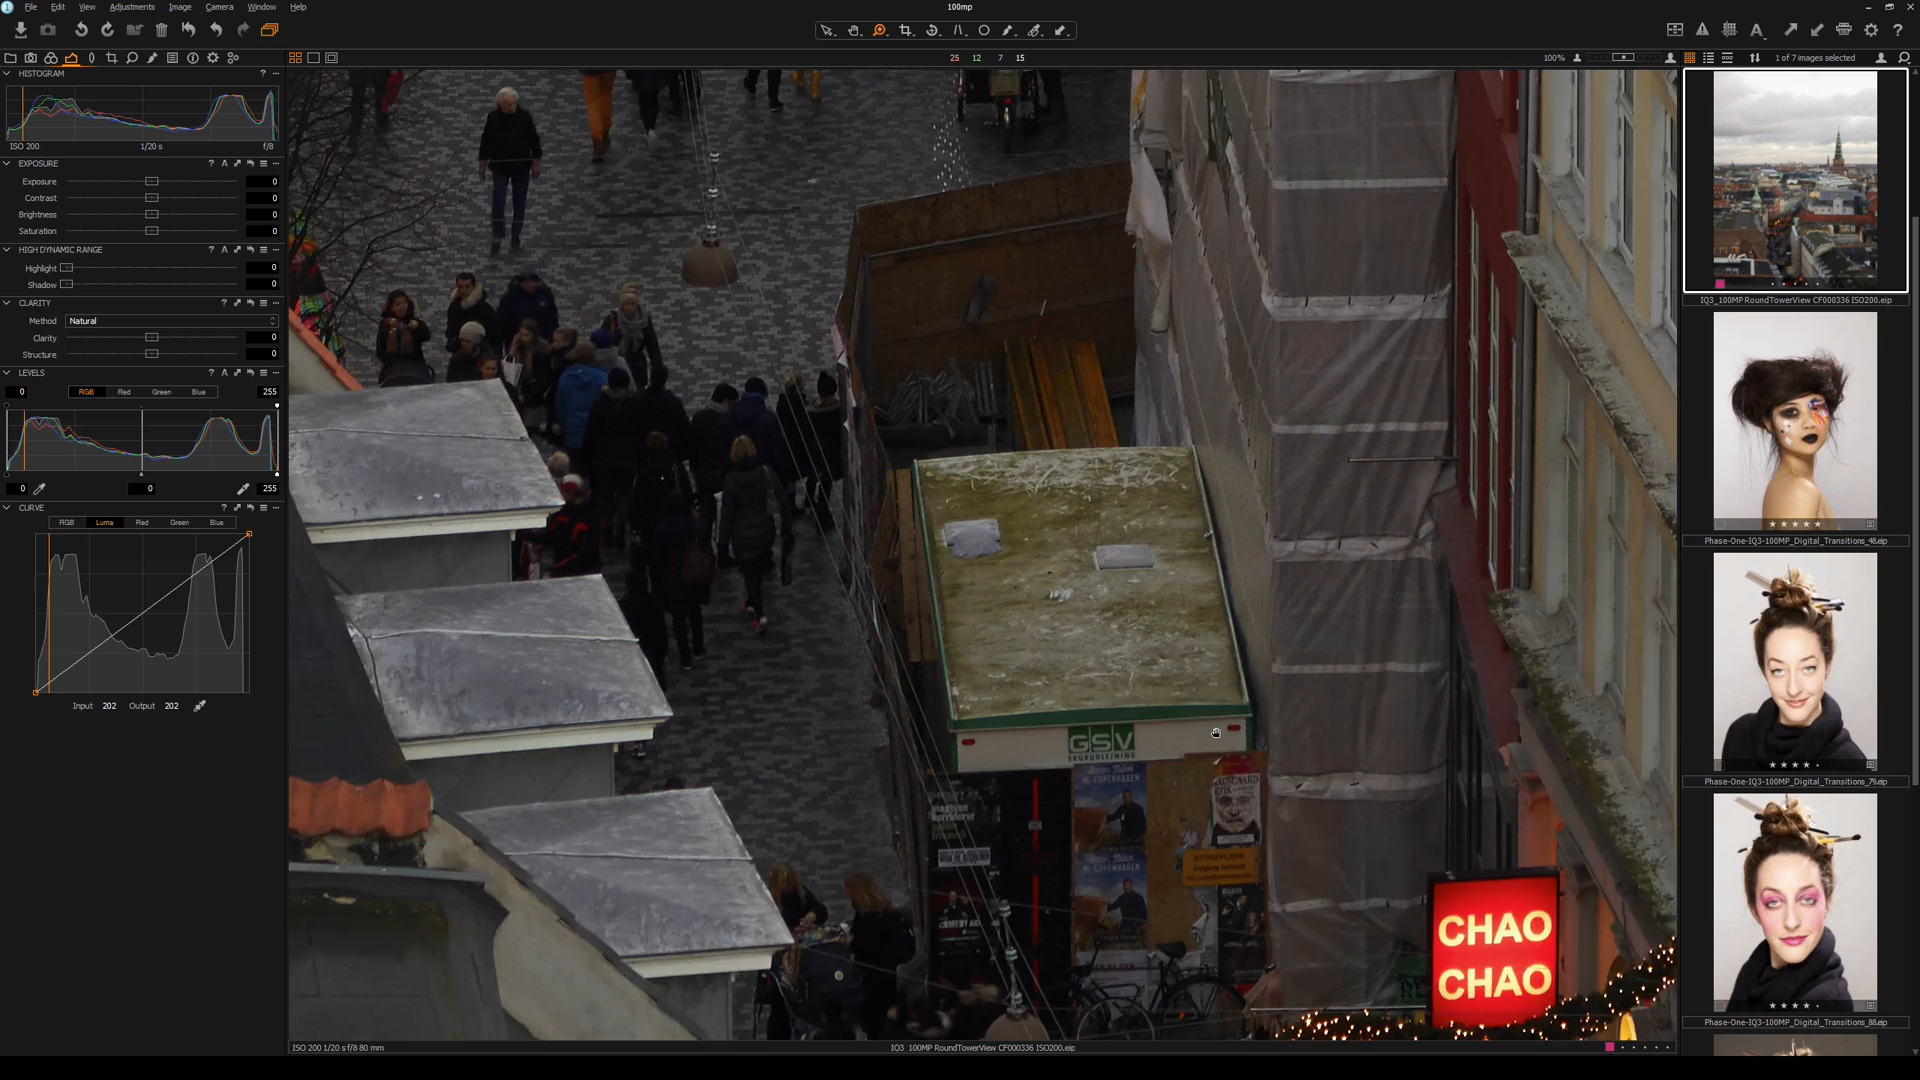 1
File
Edit
View
Adjustments
Image
Camera
Window
Help
100mp
25 12 7 15
100%
1 of 7 images selected
HISTOGRAM
ISO 200
1/20 s
f/8
EXPOSURE
Exposure 0
Contrast 0
Brightness 0
Saturation 0
HIGH DYNAMIC RANGE
Highlight 0
Shadow 0
CLARITY
Method Natural
Clarity 0
Structure 0
LEVELS
0 RGB Red Green Blue 255
0 0 255
CURVE
RGB Luma Red Green Blue
Input 202 Output 202
GSV
SKURUDLEJNING
COPENHAGEN
COPENHAGEN
COMEDY
CHAO
CHAO
ISO 200 1/20 s f/8 80 mm
IQ3_100MP RoundTowerView CF000336 ISO200.eip
IQ3_100MP RoundTowerView CF000336 ISO200.eip
Phase-One-IQ3-100MP_Digital_Transitions_48.eip
Phase-One-IQ3-100MP_Digital_Transitions_79.eip
Phase-One-IQ3-100MP_Digital_Transitions_88.eip